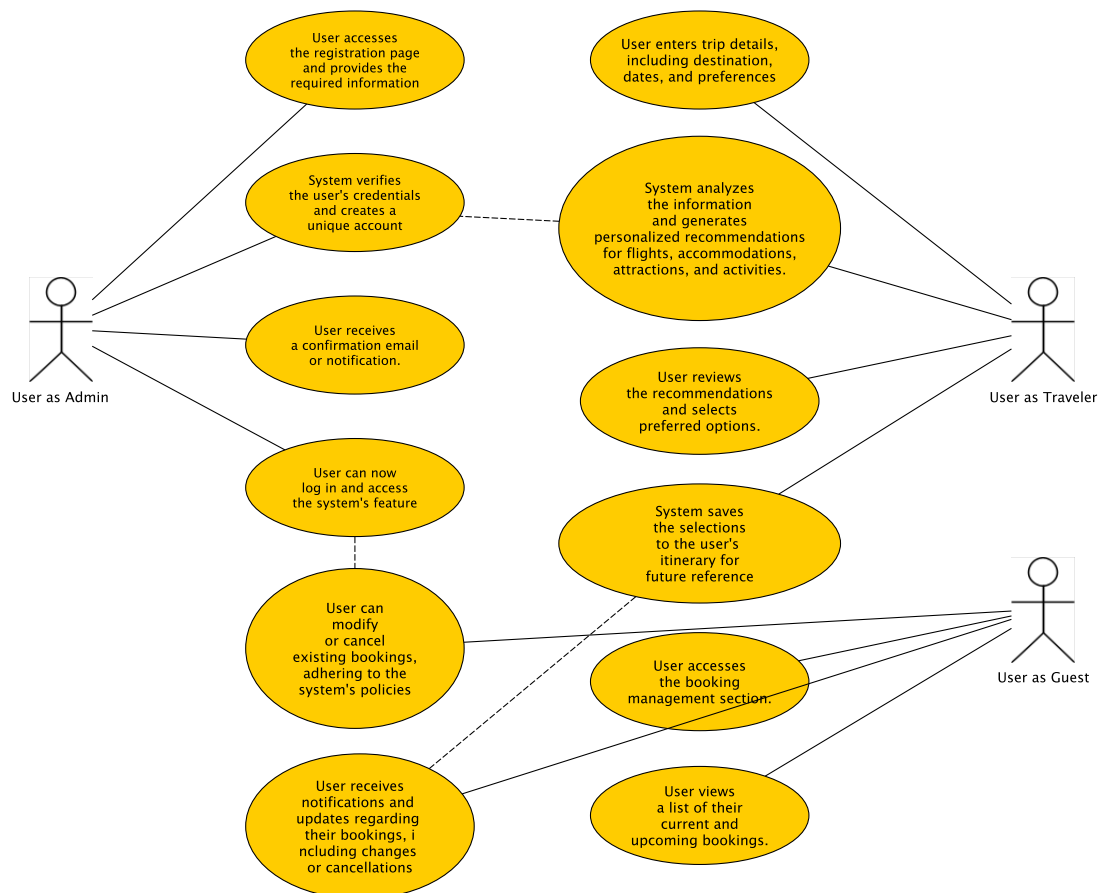 User accesses
the registration page
and provides the
required information
User enters trip details,
including destination,
dates, and preferences
System verifies
the user's credentials
and creates a
unique account
System analyzes
the information
and generates
personalized recommendations
for flights, accommodations,
attractions, and activities.
User receives
a confirmation email
or notification.
User as Admin
User as Traveler
User reviews
the recommendations
and selects
preferred options.
User can now
log in and access
the system's feature
System saves
the selections
to the user's
itinerary for
future reference
User can
modify
or cancel
existing bookings,
adhering to the
system's policies
User accesses
the booking
management section.
User as Guest
User receives
notifications and
updates regarding
their bookings, i
ncluding changes
or cancellations
User views
a list of their
current and
upcoming bookings.